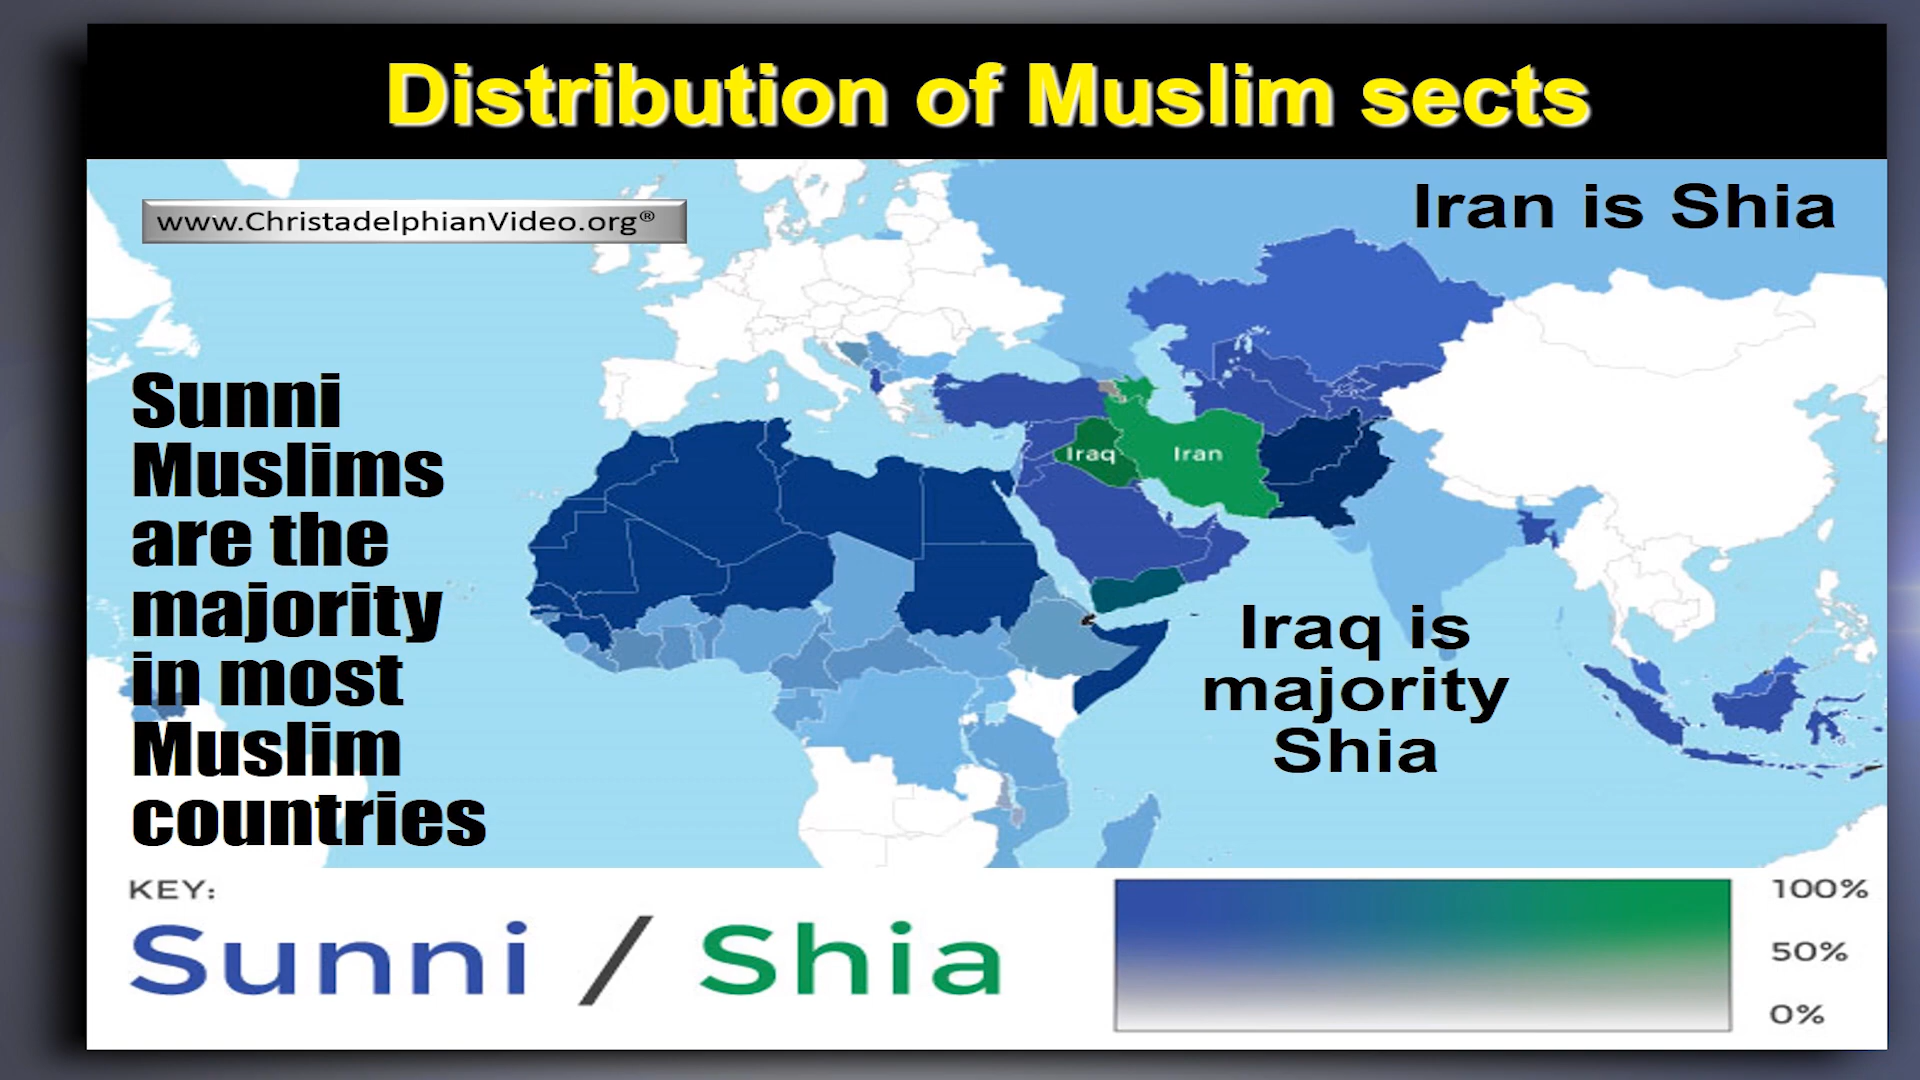 Distribution of Muslim sects
www.ChristadelphianVideo.org®
Iran is Shia
Sunni
Muslims
are the
majority
in most
Muslim
countries
Iraq
Iran
Iraq is
majority
Shia
KEY:
Sunni / Shia
100%
50%
0%